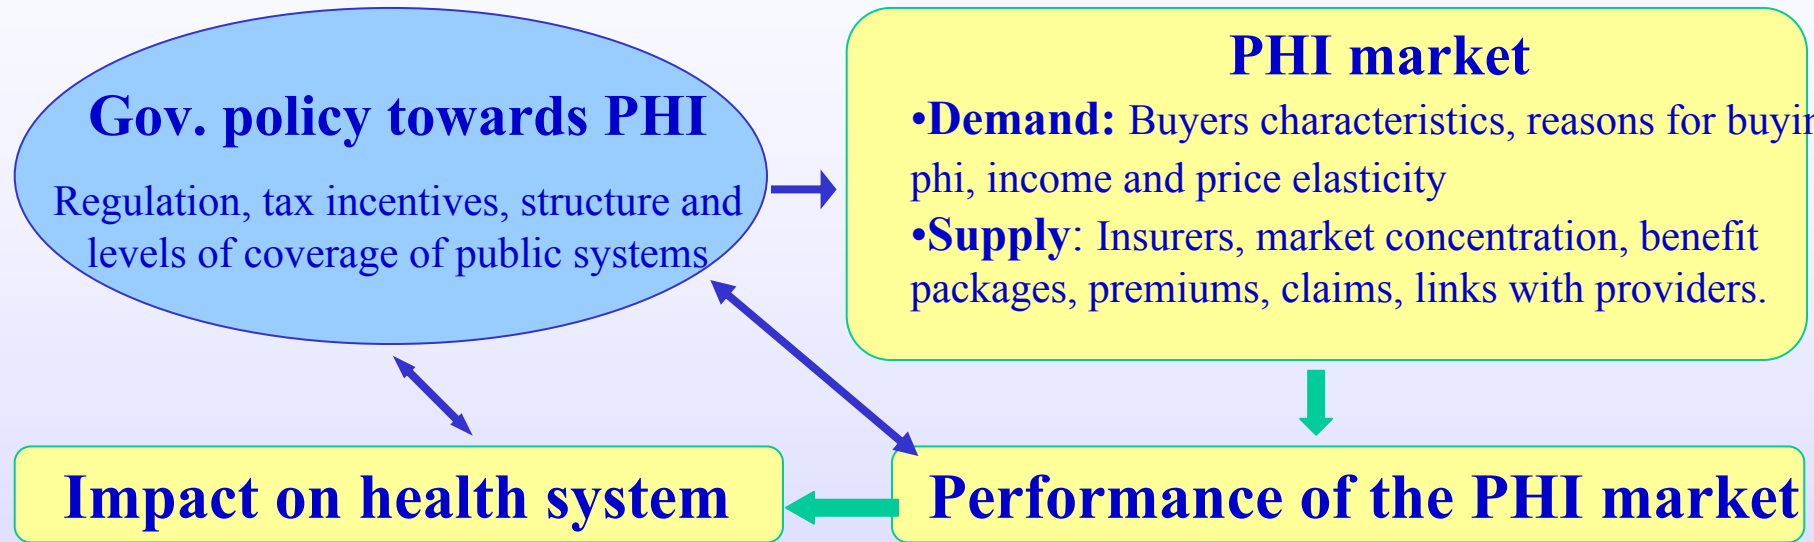 Gov. policy towards PHI
Regulation, tax incentives, structure and
levels of coverage of public systems
PHI market
•Demand: Buyers characteristics, reasons for buyin
phi, income and price elasticity
•Supply: Insurers, market concentration, benefit
packages, premiums, claims, links with providers.
Impact on health system
Performance of the PHI market